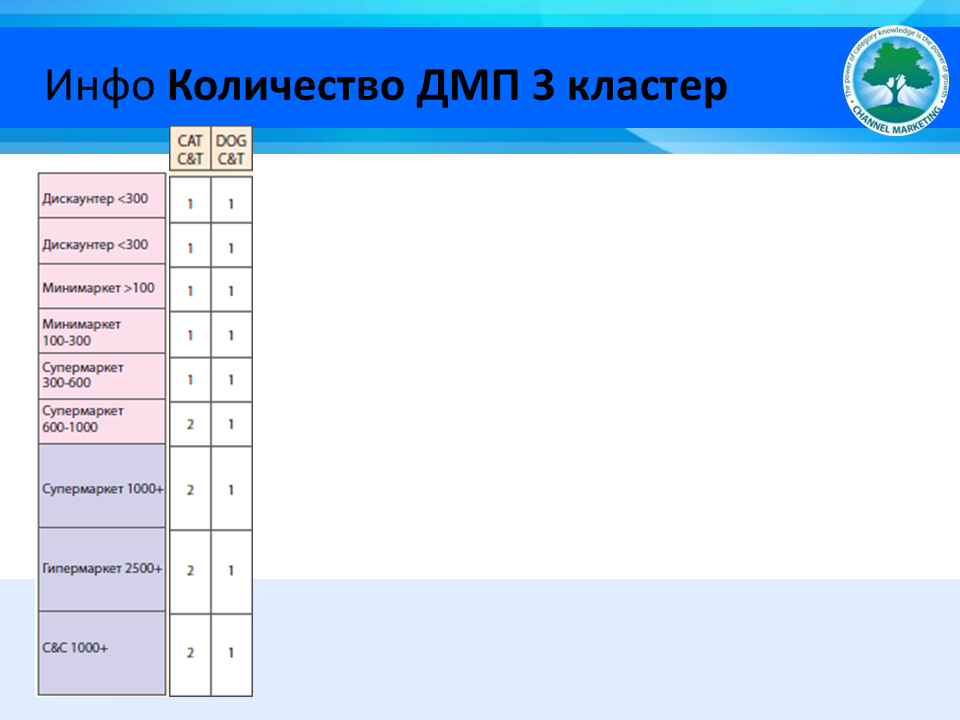 Инфо Количество ДМП 3 кластер
The power of category knowledge is the power of growth
• CHANNEL MARKETING •
CAT C&T DOG C&T
Дискаунтер <300 1 1
Дискаунтер <300 1 1
Минимаркет >100 1 1
Минимаркет
100-300 1 1
Супермаркет
300-600 1 1
Супермаркет
600-1000 2 1
Супермаркет 1000+ 2 1
Гипермаркет 2500+ 2 1
C&C 1000+ 2 1